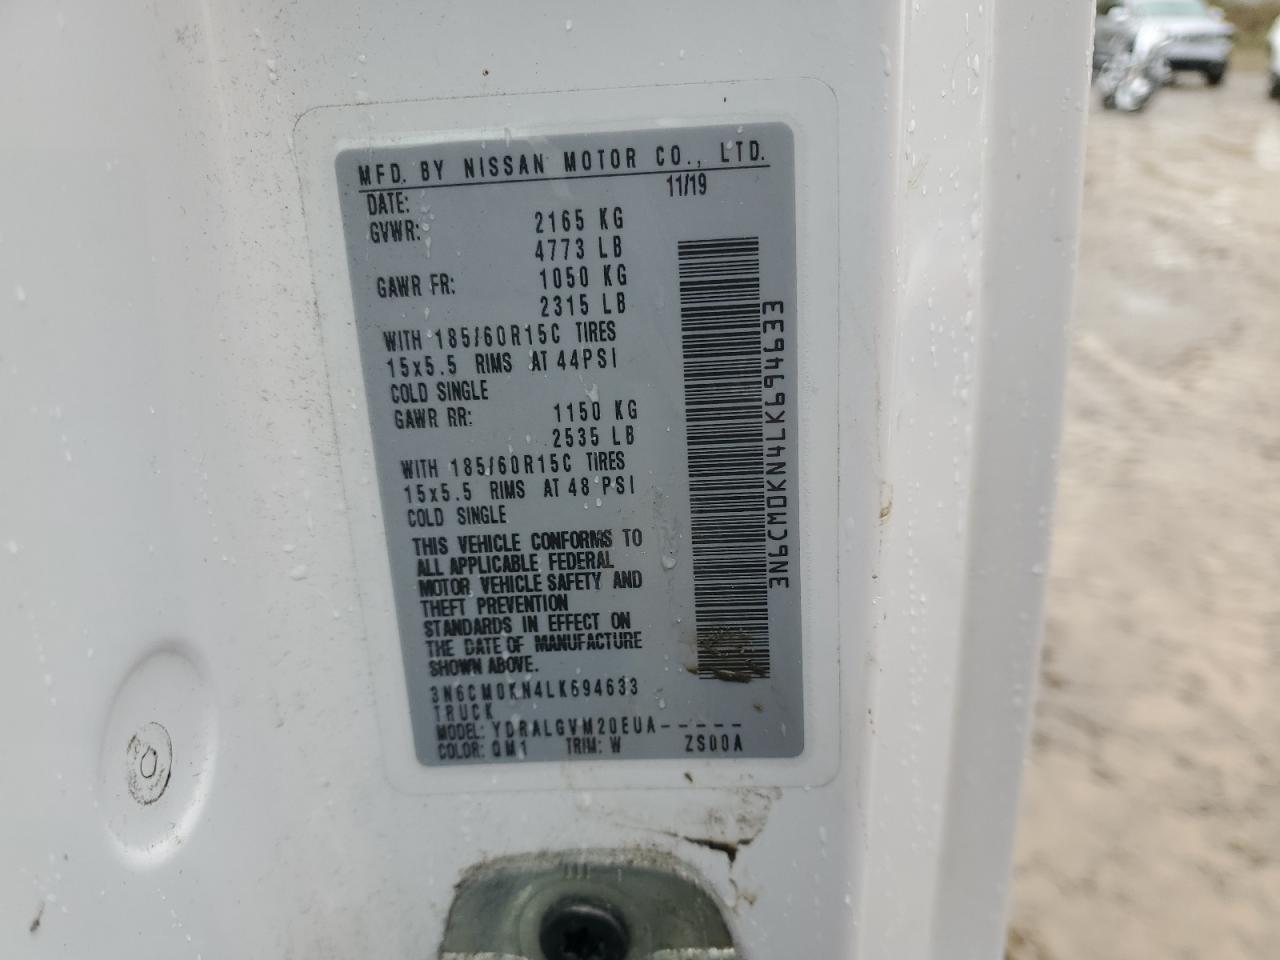 MFD. BY NISSAN MOTOR CO., LTD.
DATE: 11/19
GVWR: 2165 KG
4773 LB
GAWR FR: 1050 KG
2315 LB
WITH 185/60R15C TIRES
15x5.5 RIMS AT 44PSI
COLD SINGLE
GAWR RR: 1150 KG
2535 LB
WITH 185/60R15C TIRES
15x5.5 RIMS AT 48 PSI
COLD SINGLE
THIS VEHICLE CONFORMS TO
ALL APPLICABLE FEDERAL
MOTOR VEHICLE SAFETY AND
THEFT PREVENTION
STANDARDS IN EFFECT ON
THE DATE OF MANUFACTURE
SHOWN ABOVE.
3N6CM0KN4LK694633
TRUCK
MODEL: YDRALGVM20EUA-----
COLOR: QM1 TRIM: W ZS00A
3N6CM0KN4LK694633